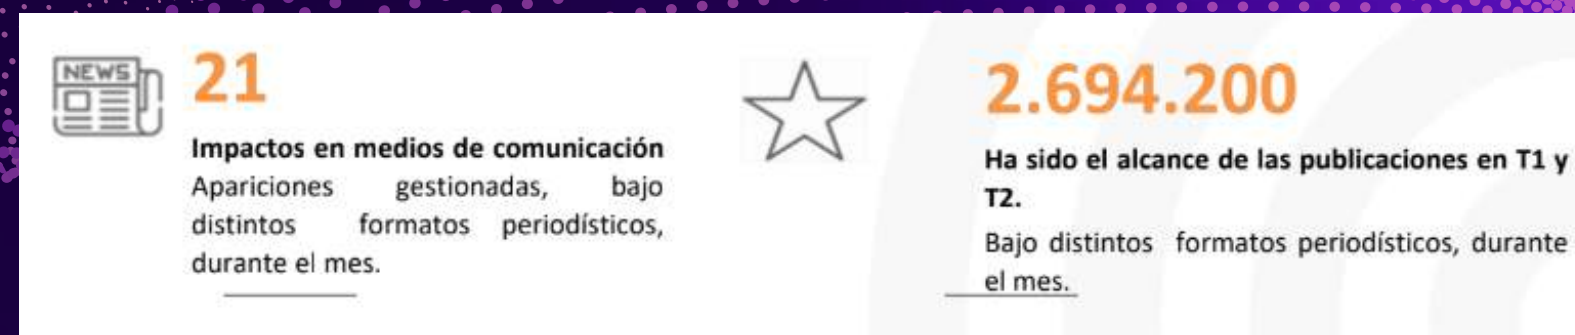 NEWS
21
Impactos en medios de comunicación
Apariciones gestionadas, bajo
distintos formatos periodísticos,
durante el mes.
2.694.200
Ha sido el alcance de las publicaciones en T1 y
T2.
Bajo distintos formatos periodísticos, durante
el mes.